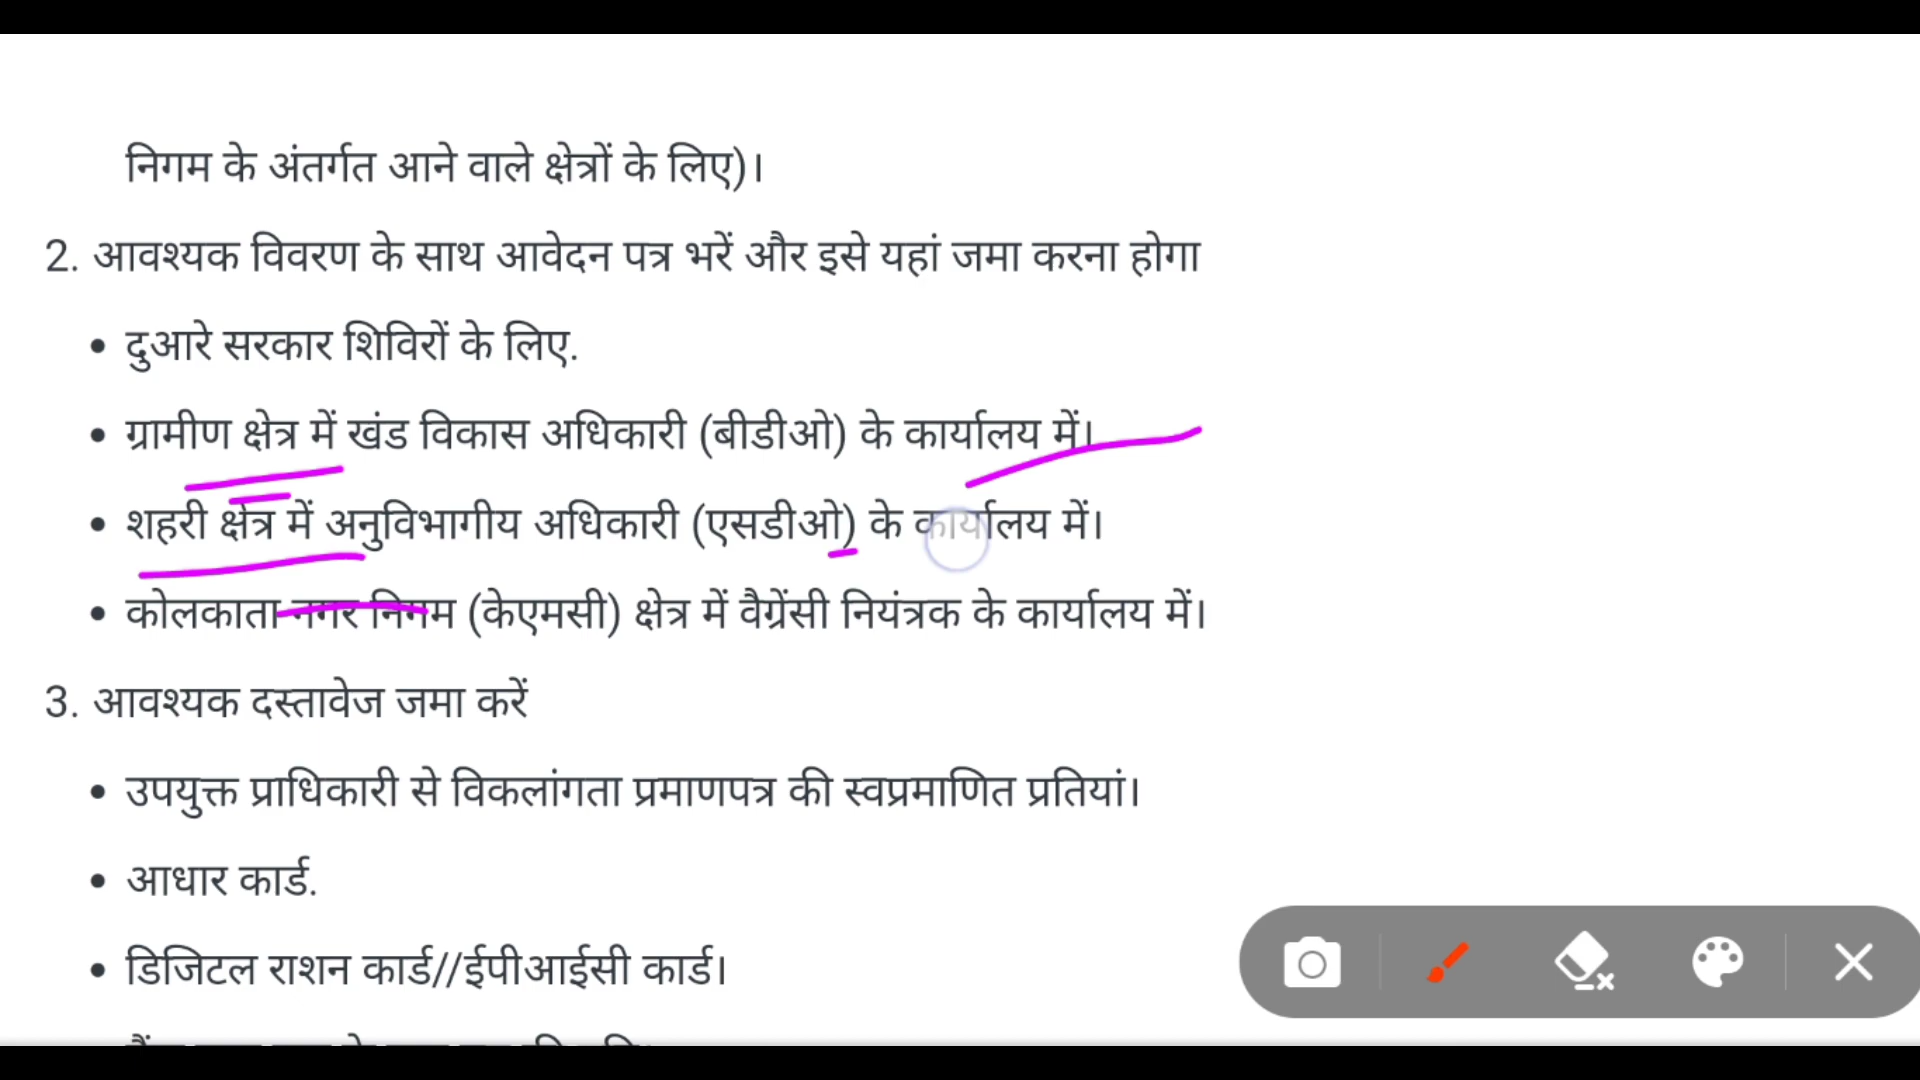 निगम के अंतर्गत आने वाले क्षेत्रों के लिए)।
2. आवश्यक विवरण के साथ आवेदन पत्र भरें और इसे यहां जमा करना होगा
• दुआरे सरकार शिविरों के लिए.
• ग्रामीण क्षेत्र में खंड विकास अधिकारी (बीडीओ) के कार्यालय में।
• शहरी क्षेत्र में अनुविभागीय अधिकारी (एसडीओ) के कार्यालय में।
• कोलकाता नगर निगम (केएमसी) क्षेत्र में वैग्रेंसी नियंत्रक के कार्यालय में।
3. आवश्यक दस्तावेज जमा करें
• उपयुक्त प्राधिकारी से विकलांगता प्रमाणपत्र की स्वप्रमाणित प्रतियां।
• आधार कार्ड.
• डिजिटल राशन कार्ड//ईपीआईसी कार्ड।